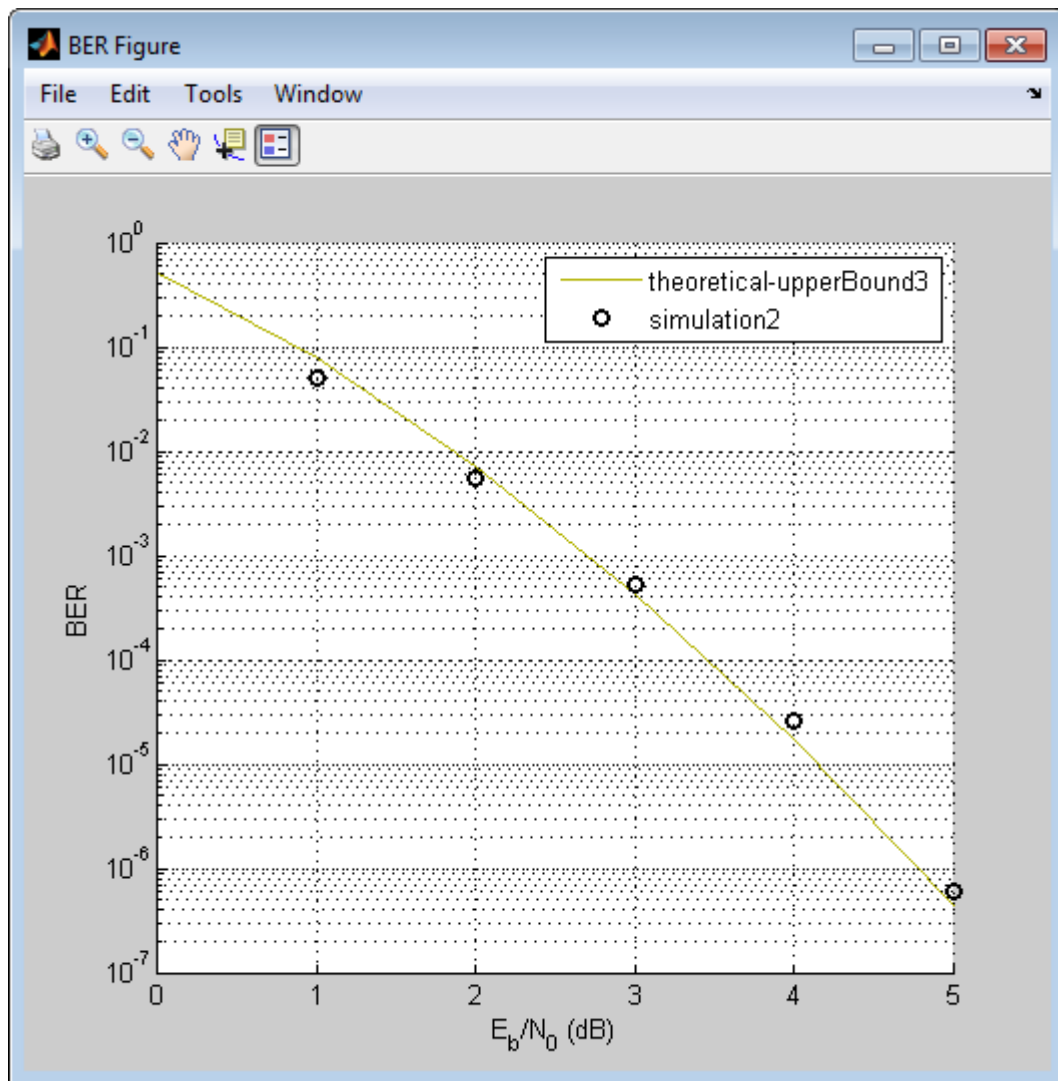 BER Figure
File Edit Tools Window
theoretical-upperBound3
simulation2
10^0
10^-1
10^-2
10^-3
10^-4
10^-5
10^-6
10^-7
BER
0 1 2 3 4 5
E_b/N_0 (dB)